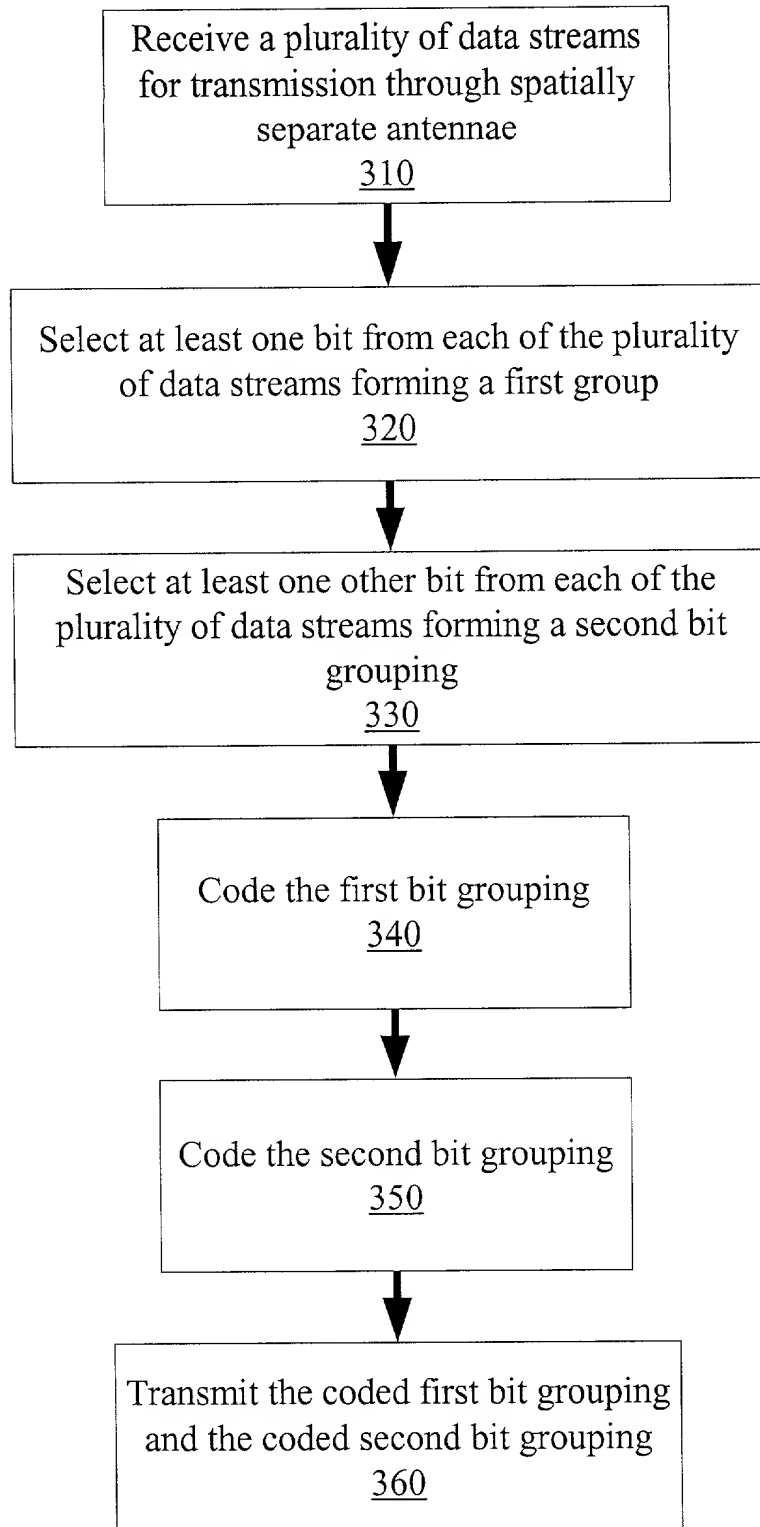 Receive a plurality of data streams
for transmission through spatially
separate antennae
310
Select at least one bit from each of the plurality
of data streams forming a first group
320
Select at least one other bit from each of the
plurality of data streams forming a second bit
grouping
330
Code the first bit grouping
340
Code the second bit grouping
350
Transmit the coded first bit grouping
and the coded second bit grouping
360